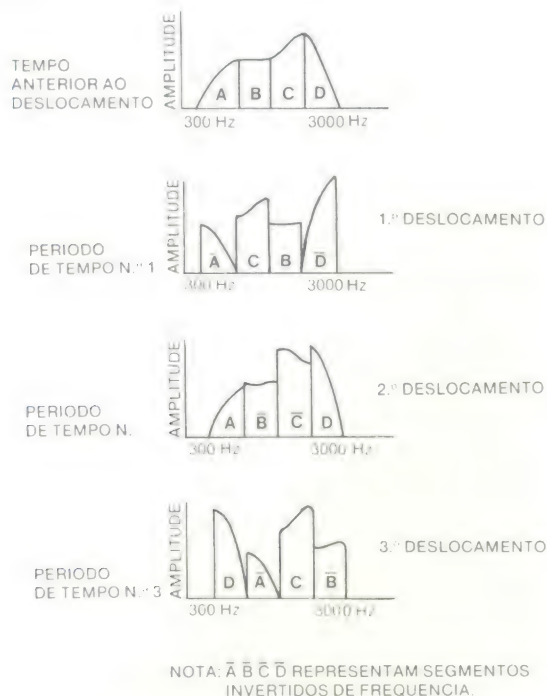 TEMPO
ANTERIOR AO
DESLOCAMENTO
AMPLITUDE
A B C D
300 Hz 3000 Hz
1.º DESLOCAMENTO
PERIODO
DE TEMPO N.º 1
AMPLITUDE
Ā C B D̄
300 Hz 3000 Hz
2.º DESLOCAMENTO
PERIODO
DE TEMPO N.
AMPLITUDE
A B̄ C̄ D
300 Hz 3000 Hz
3.º DESLOCAMENTO
PERIODO
DE TEMPO N.º 3
AMPLITUDE
D Ā C B̄
300 Hz 3000 Hz
NOTA: Ā B̄ C̄ D̄ REPRESENTAM SEGMENTOS
INVERTIDOS DE FREQUENCIA.